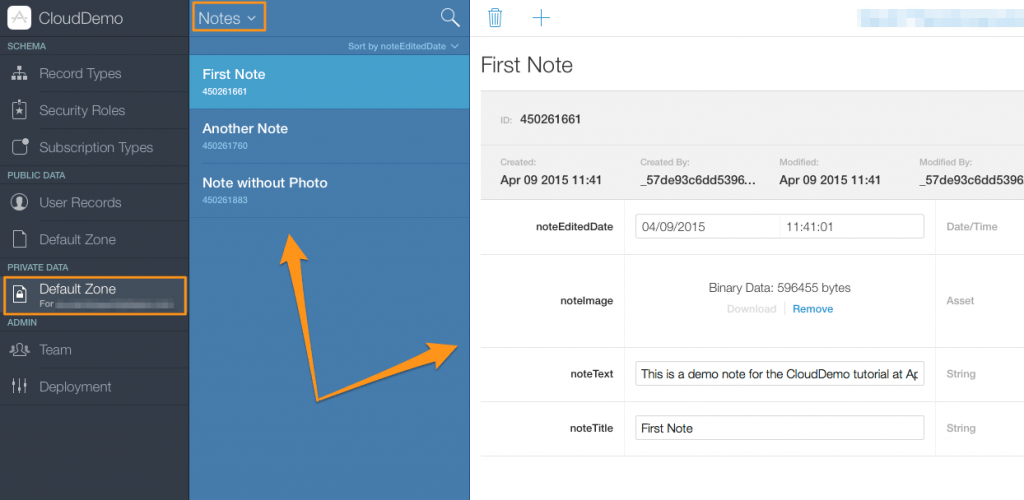 CloudDemo
SCHEMA
Record Types
Security Roles
Subscription Types
PUBLIC DATA
User Records
Default Zone
PRIVATE DATA
Default Zone
For
ADMIN
Team
Deployment
Notes
Sort by noteEditedDate
First Note
450261661
Another Note
450261760
Note without Photo
450261883
First Note
ID: 450261661
Created: Created By: Modified: Modified By:
Apr 09 2015 11:41 _57de93c6dd5396... Apr 09 2015 11:41 _57de93c6dd5396
noteEditedDate 04/09/2015 11:41:01 Date/Time
noteImage Binary Data: 596455 bytes Asset
Download Remove
noteText This is a demo note for the CloudDemo tutorial at Ap String
noteTitle First Note String